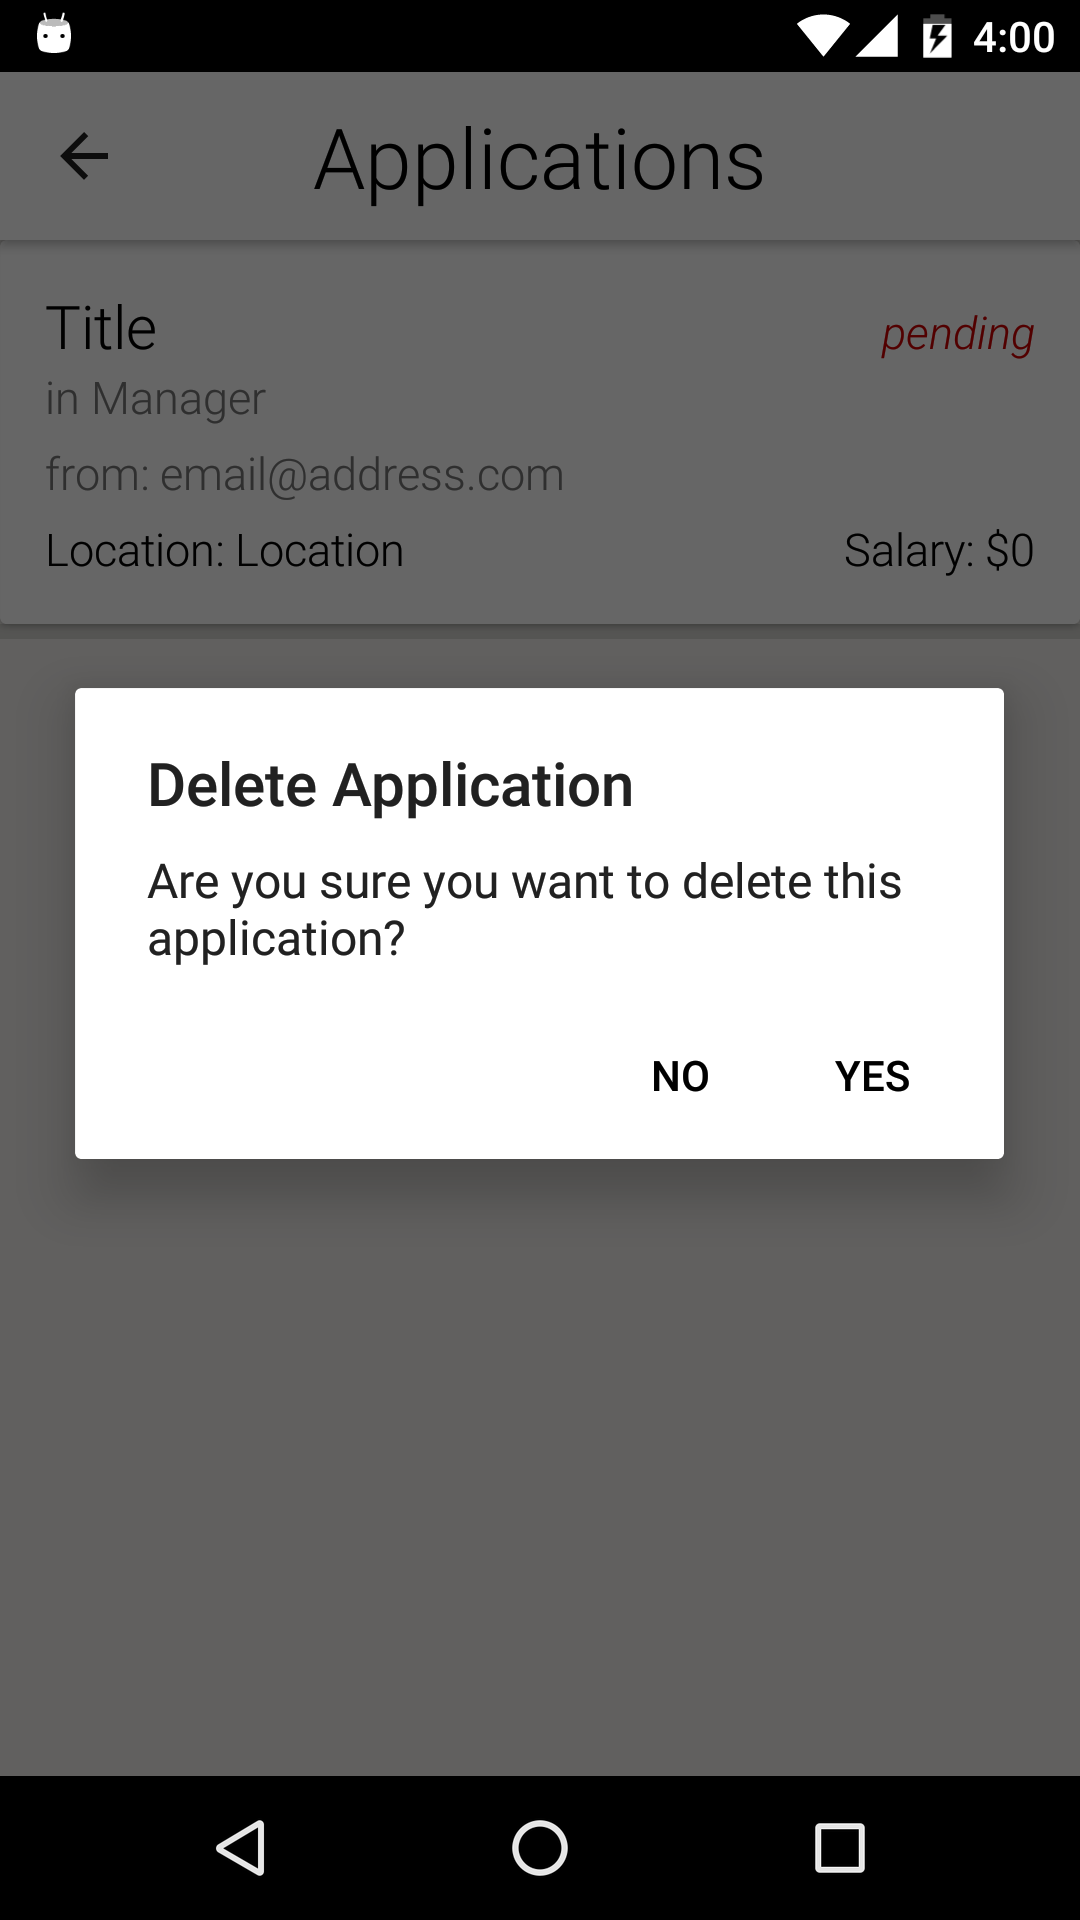 4:00
Applications
Title
pending
in Manager
from: email@address.com
Location: Location
Salary: $0
Delete Application
Are you sure you want to delete this
application?
NO
YES